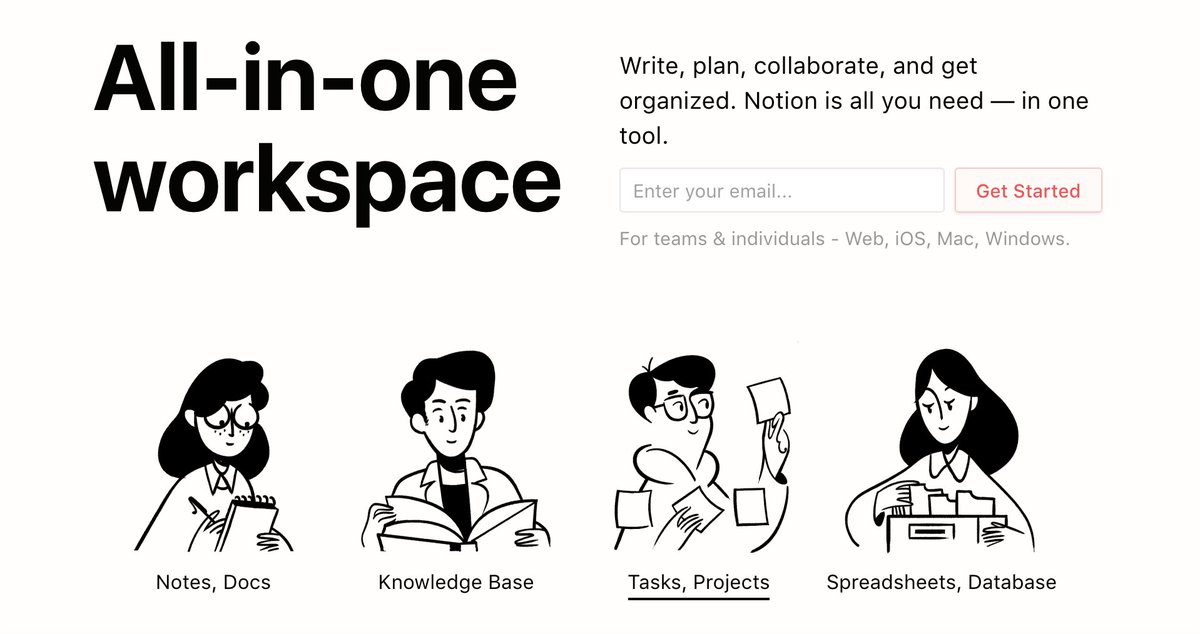 All-in-one
workspace
Write, plan, collaborate, and get
organized. Notion is all you need — in one
tool.
Enter your email...
Get Started
For teams & individuals - Web, iOS, Mac, Windows.
Notes, Docs
Knowledge Base
Tasks, Projects
Spreadsheets, Database